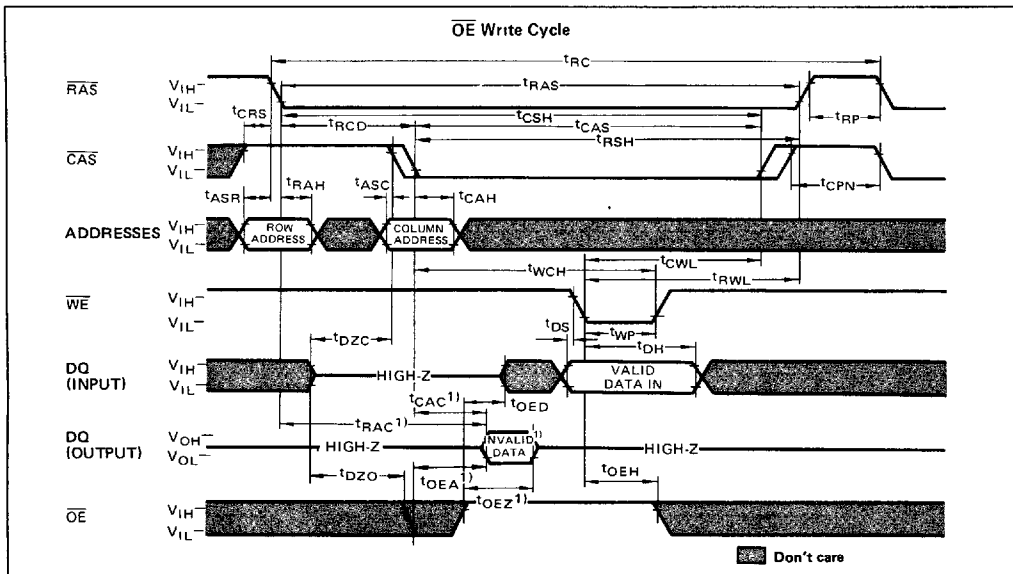 OE Write Cycle
tRC
RAS
VIH
VIL
tRAS
tCRS
tRCD
tCSH
tCAS
tRP
tRSH
CAS
VIH
VIL
tASR
tRAH
tASC
tCAH
tCPN
ADDRESSES
VIH
VIL
ROW ADDRESS
COLUMN ADDRESS
tCWL
tWCH
tRWL
WE
VIH
VIL
tDZC
tDS
tWP
tDH
DQ (INPUT)
VIH
VIL
HIGH-Z
VALID DATA IN
tCAC1)
tOED
tRAC1)
DQ (OUTPUT)
VOH
VOL
HIGH-Z
INVALID DATA 1)
HIGH-Z
tDZO
tOEA1)
tOEZ1)
tOEH
OE
VIH
VIL
Don't care